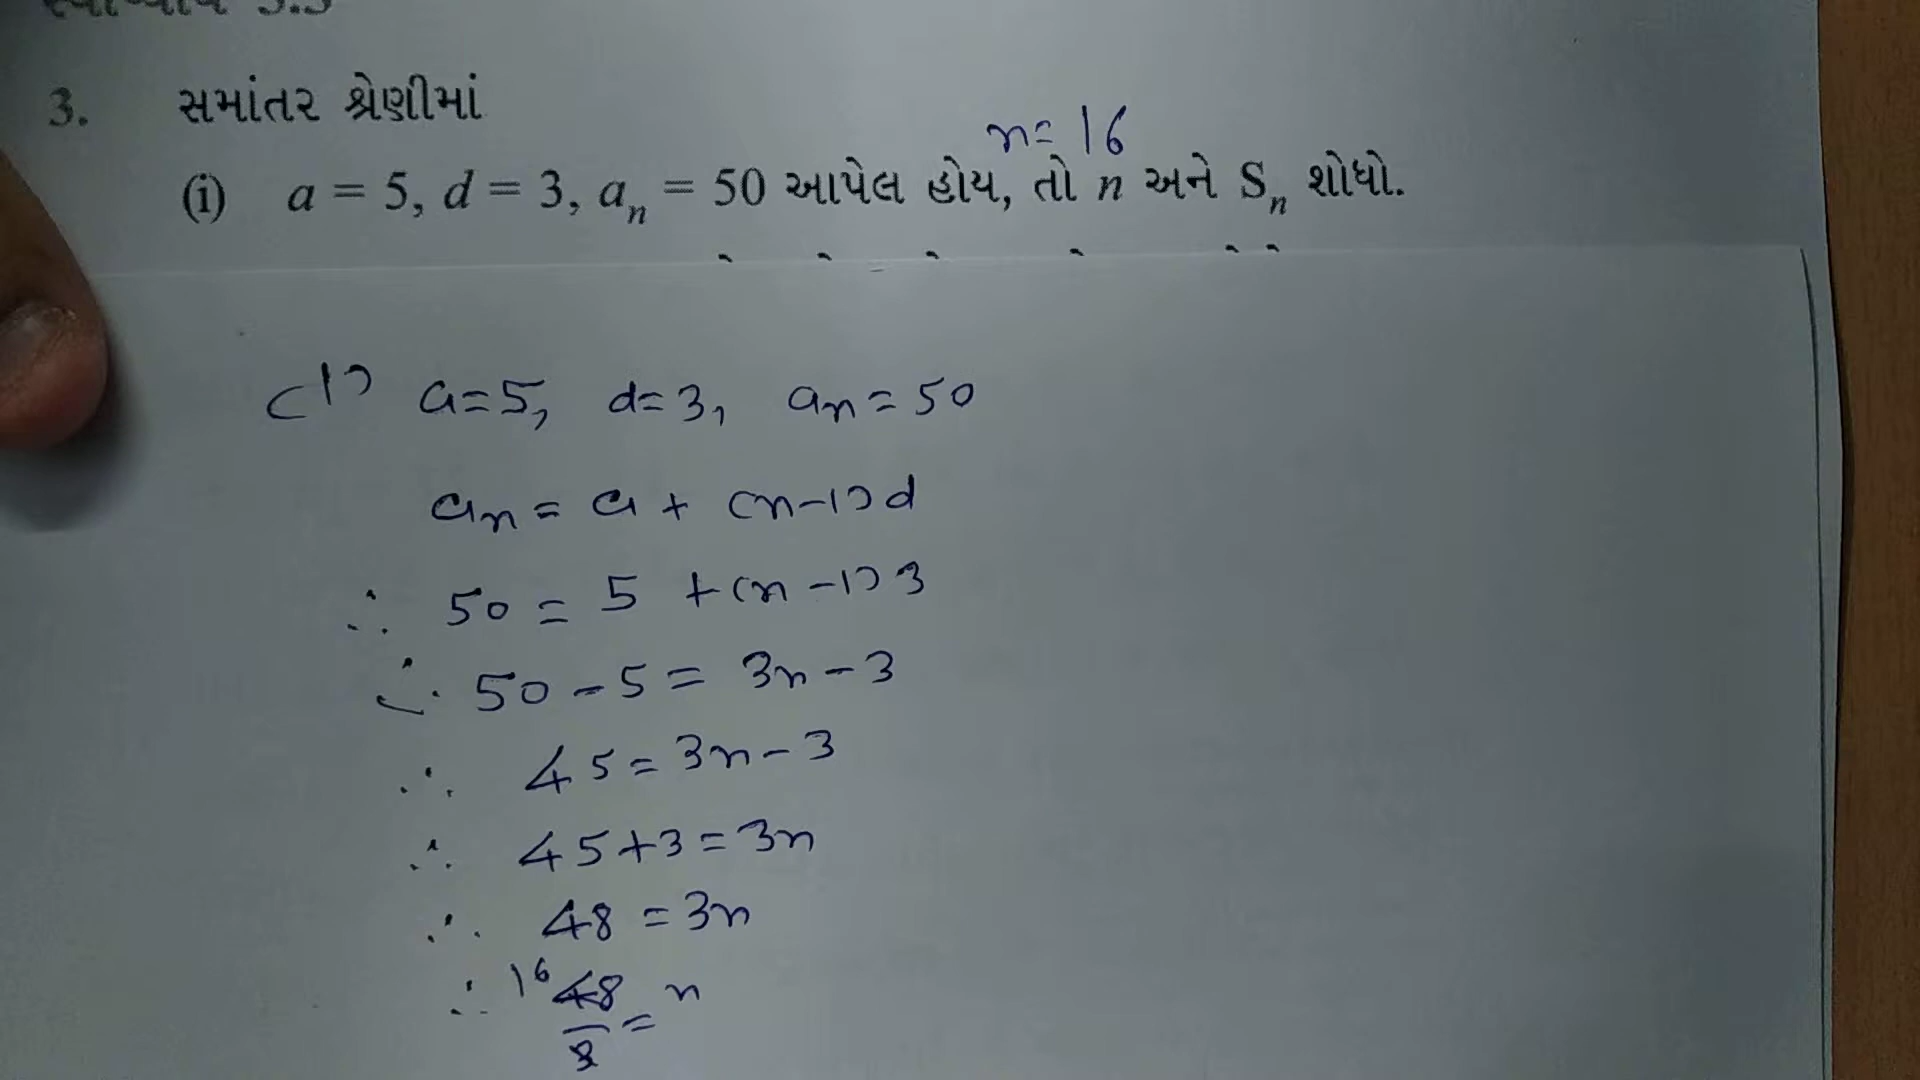 3. સમાંતર શ્રેણીમાં
n = 16
(i) a = 5, d = 3, aₙ = 50 આપેલ હોય, તો n અને Sₙ શોધો.
(1) a=5, d=3, aₙ=50
aₙ = a + (n-1)d
∴ 50 = 5 + (n-1)3
∴ 50 - 5 = 3n - 3
∴ 45 = 3n - 3
∴ 45+3 = 3n
∴ 48 = 3n
∴ 16 48/3 = n